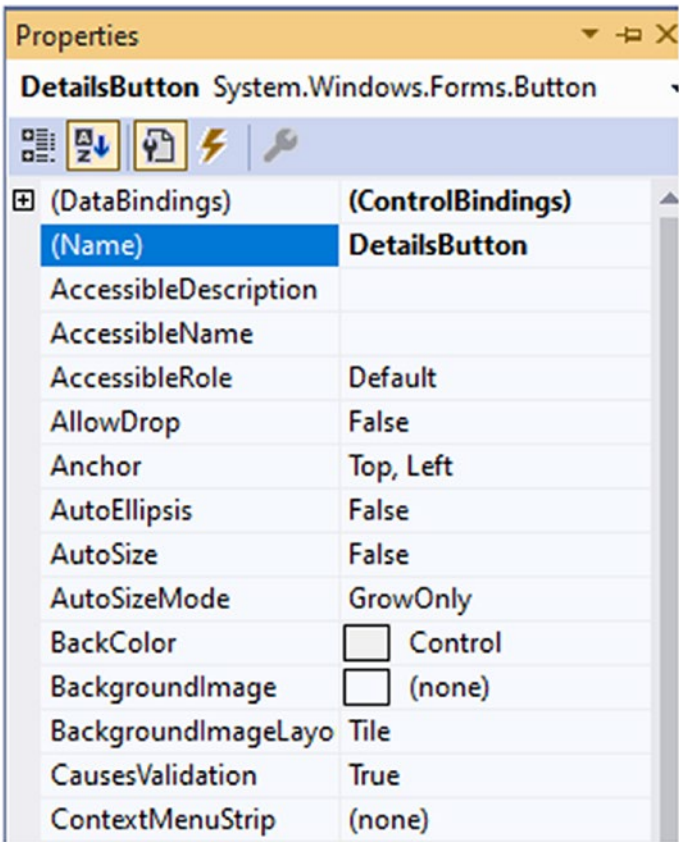 Properties
DetailsButton System.Windows.Forms.Button
(DataBindings) (ControlBindings)
(Name) DetailsButton
AccessibleDescription
AccessibleName
AccessibleRole Default
AllowDrop False
Anchor Top, Left
AutoEllipsis False
AutoSize False
AutoSizeMode GrowOnly
BackColor Control
BackgroundImage (none)
BackgroundImageLayo Tile
CausesValidation True
ContextMenuStrip (none)